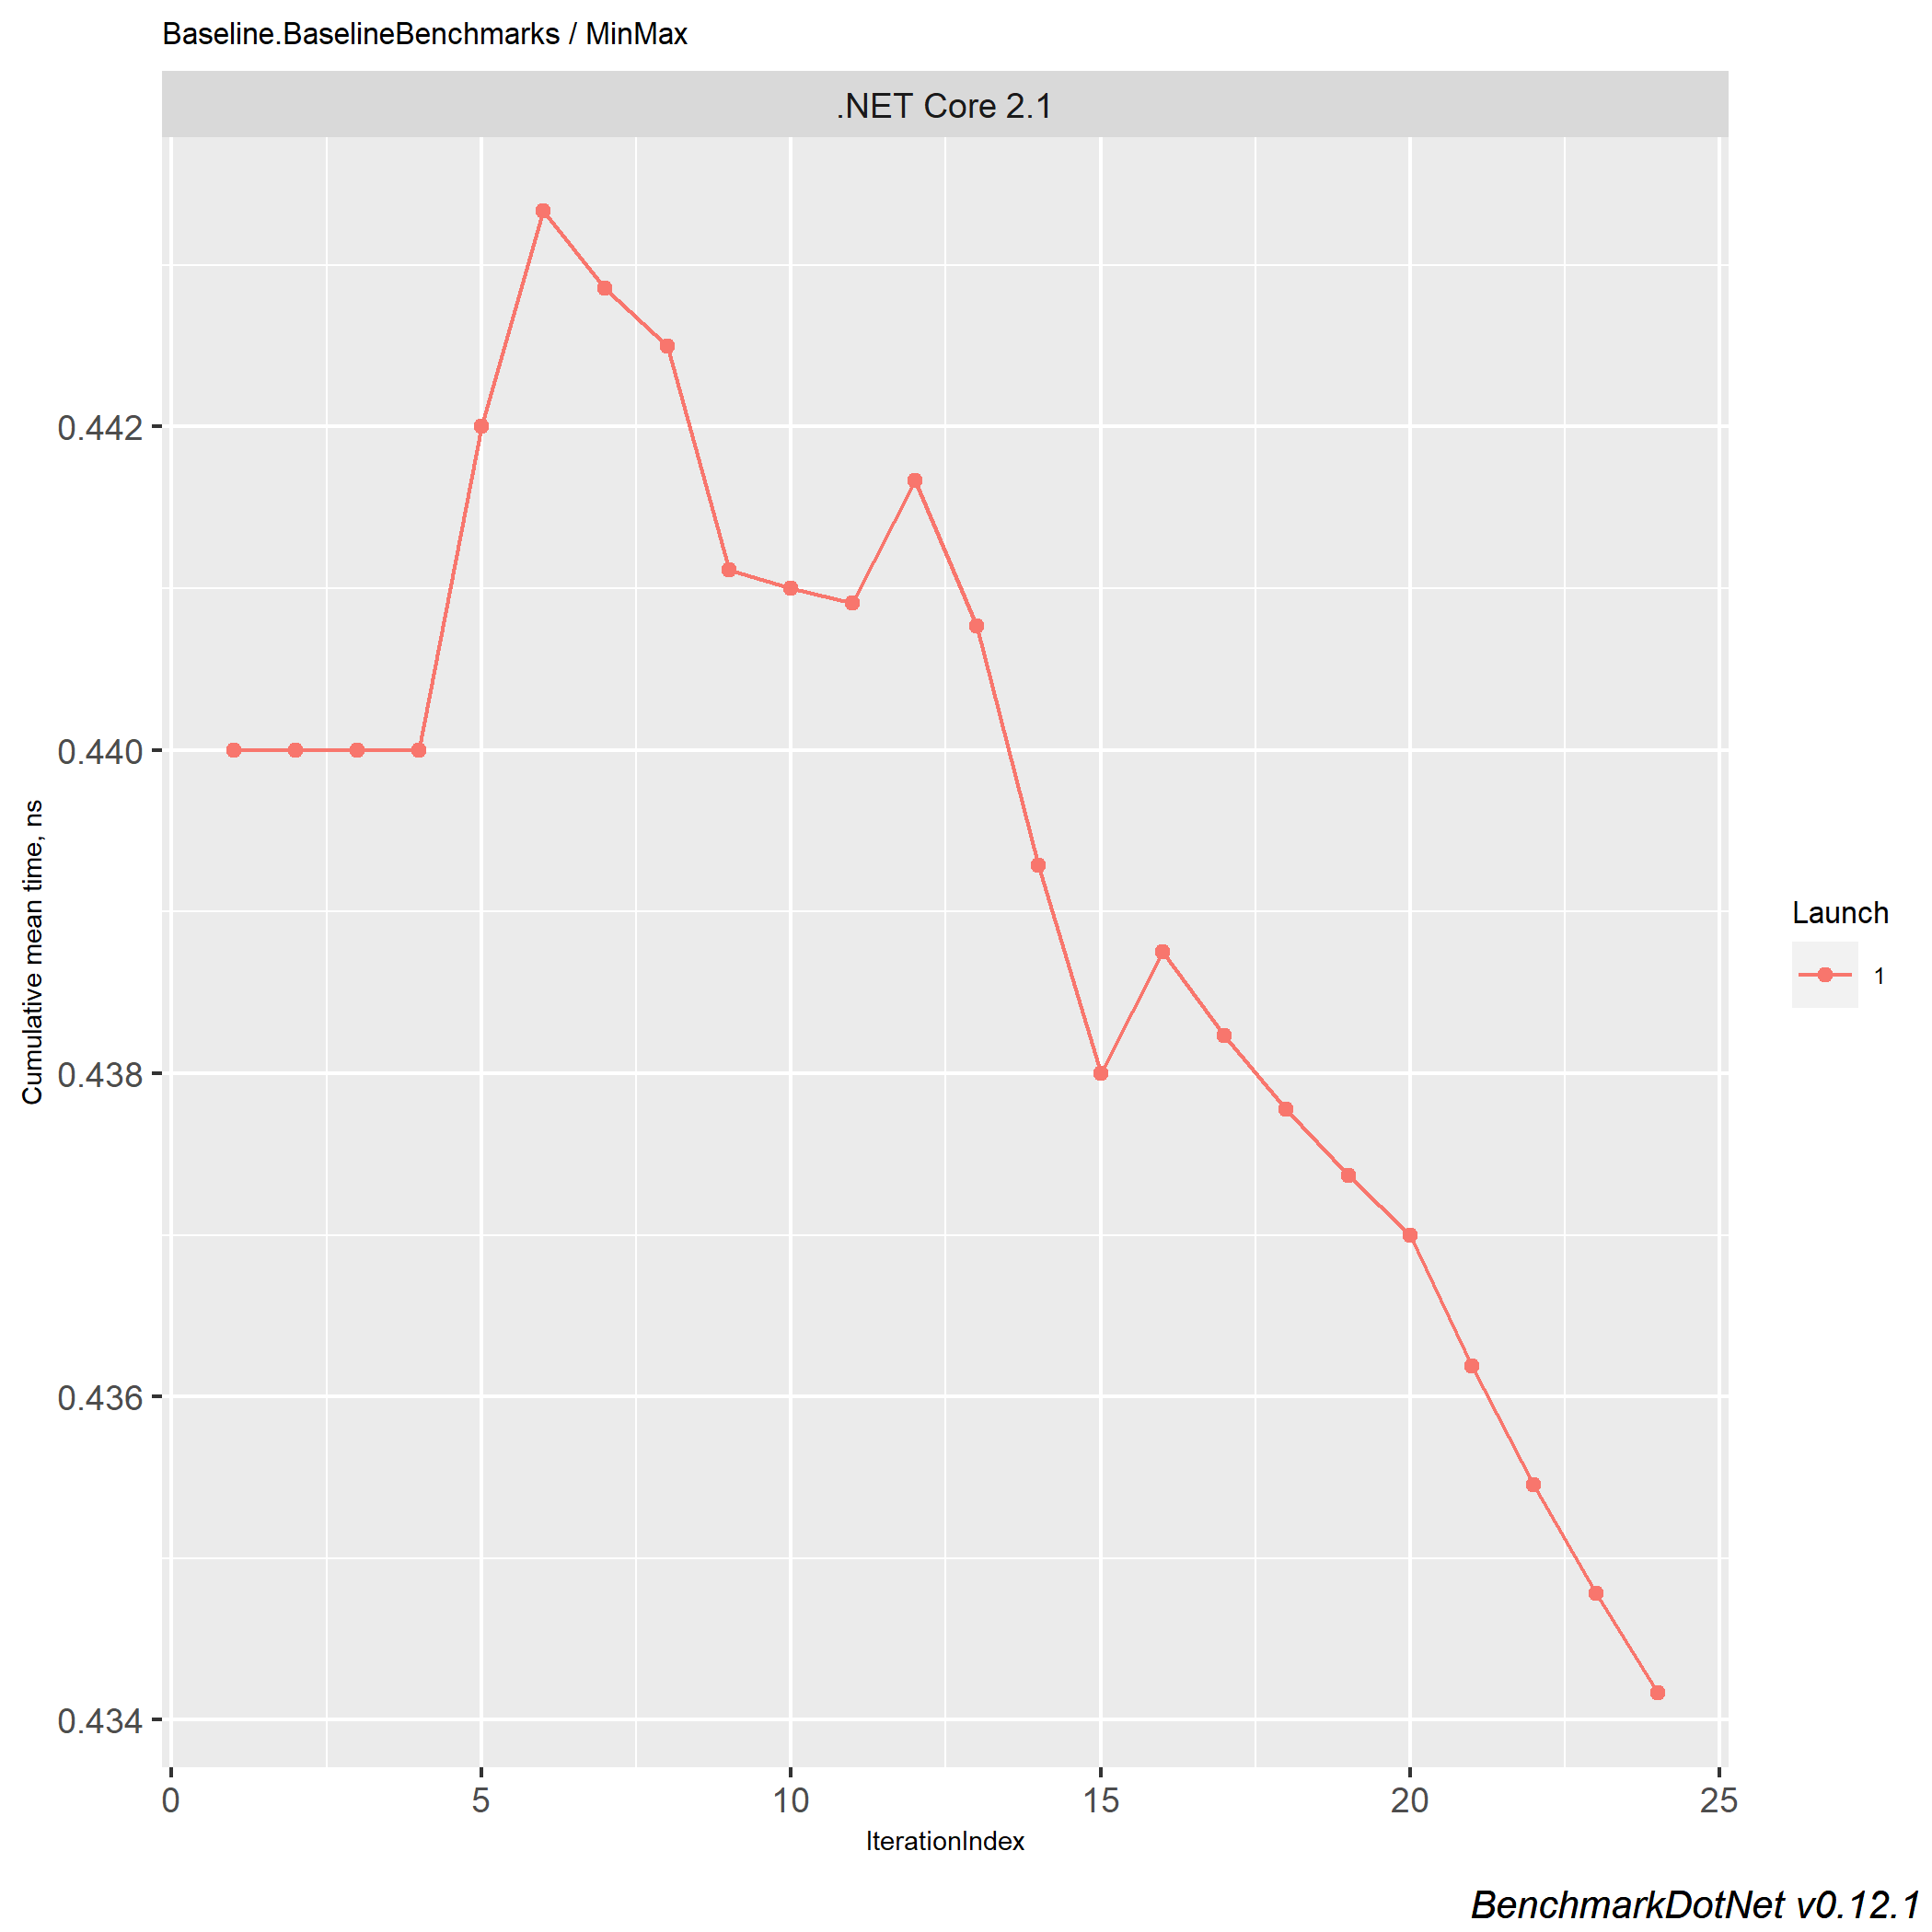 Baseline.BaselineBenchmarks / MinMax
.NET Core 2.1
0.442
0.440
0.438
0.436
0.434
Cumulative mean time, ns
0 5 10 15 20 25
IterationIndex
Launch
1
BenchmarkDotNet v0.12.1